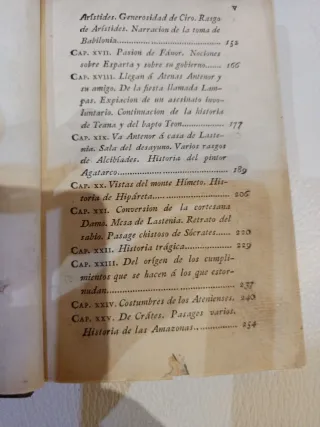 v
Arístides. Generosidad de Ciro. Rasgo
de Arístides. Narracion de la toma de
Babilonia. 152
CAP. XVII. Pasion de Fánor. Naciones
sobre Esparta y sobre su gobierno. 166
CAP. XVIII. Llegan á Atenas Antenor y
su amigo. De la fiesta llamada Lam-
pas. Expiacion de un asesinato invo-
luntario. Continuacion de la historia
de Teana y del bapto Teon. 177
CAP. XIX. Va Antenor á casa de Laste-
nia. Sala del desayuno. Varios rasgos
de Alcibíades. Historia del pintor
Agatarco. 189
CAP. XX. Vistas del monte Himeto. His-
toria de Hipáreta. 206
CAP. XXI. Conversion de la cortesana
Damo. Meza de Lastenia. Retrato del
sabio. Pasage chistoso de Sócrates. 220
CAP. XXII. Historia trágica. 229
CAP. XXIII. Del orígen de los cumpli-
mientos que se hacen á los que estor-
nudan. 237
CAP. XXIV. Costumbres de los Atenienses. 240
CAP. XXV. De Crátes. Pasages varios.
Historia de las Amazonas. 254